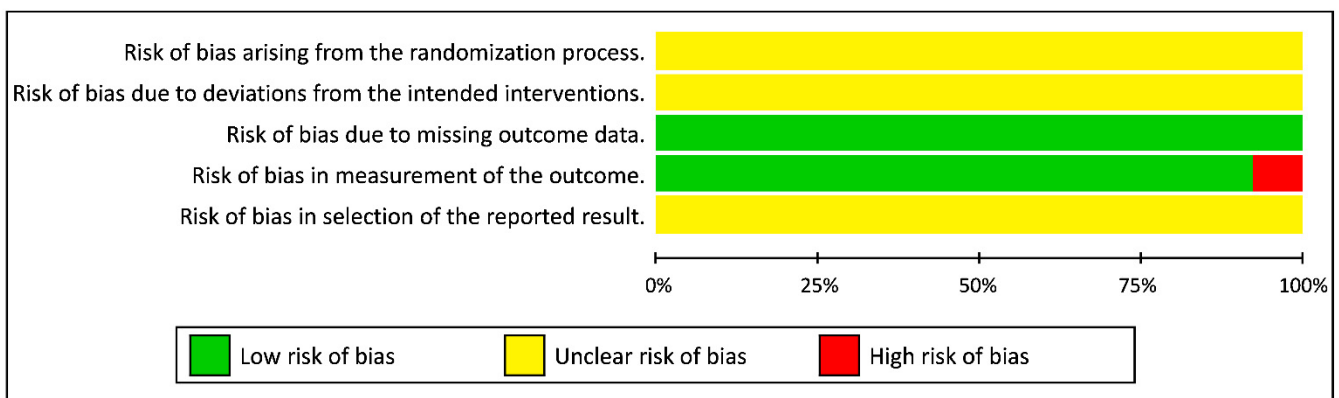 Risk of bias arising from the randomization process.
Risk of bias due to deviations from the intended interventions.
Risk of bias due to missing outcome data.
Risk of bias in measurement of the outcome.
Risk of bias in selection of the reported result.
0% 25% 50% 75% 100%
Low risk of bias Unclear risk of bias High risk of bias